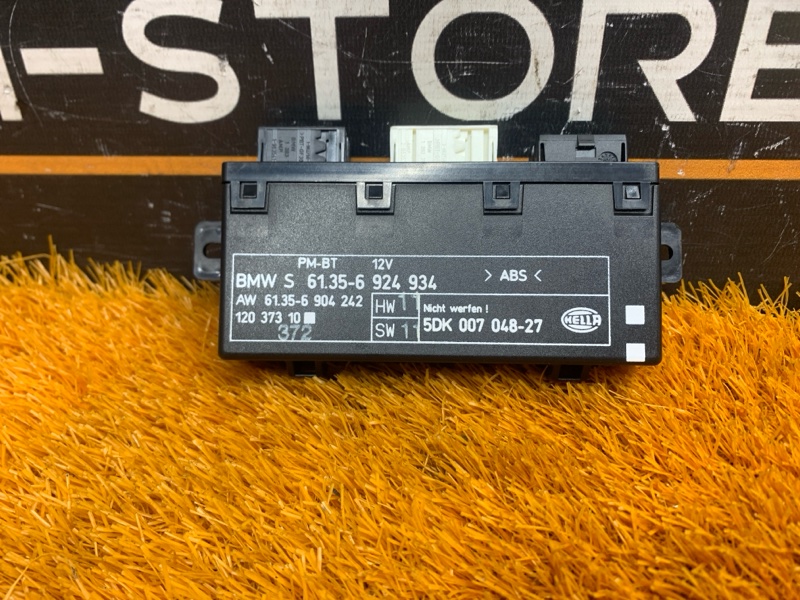 -STORE
PM-BT 12V
BMW S 61.35-6 924 934 > ABS <
AW 61.35-6 904 242 HW 11 Nicht werfen !
120 373 10 SW 11 5DK 007 048-27 HELLA
372